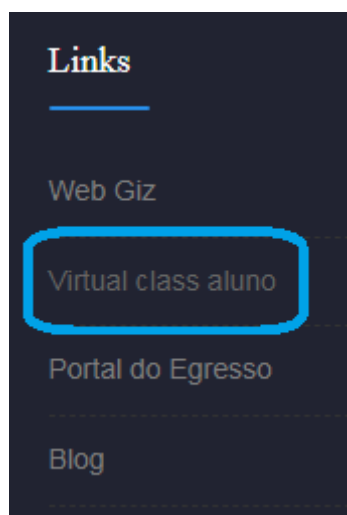 Links
Web Giz
Virtual class aluno
Portal do Egresso
Blog